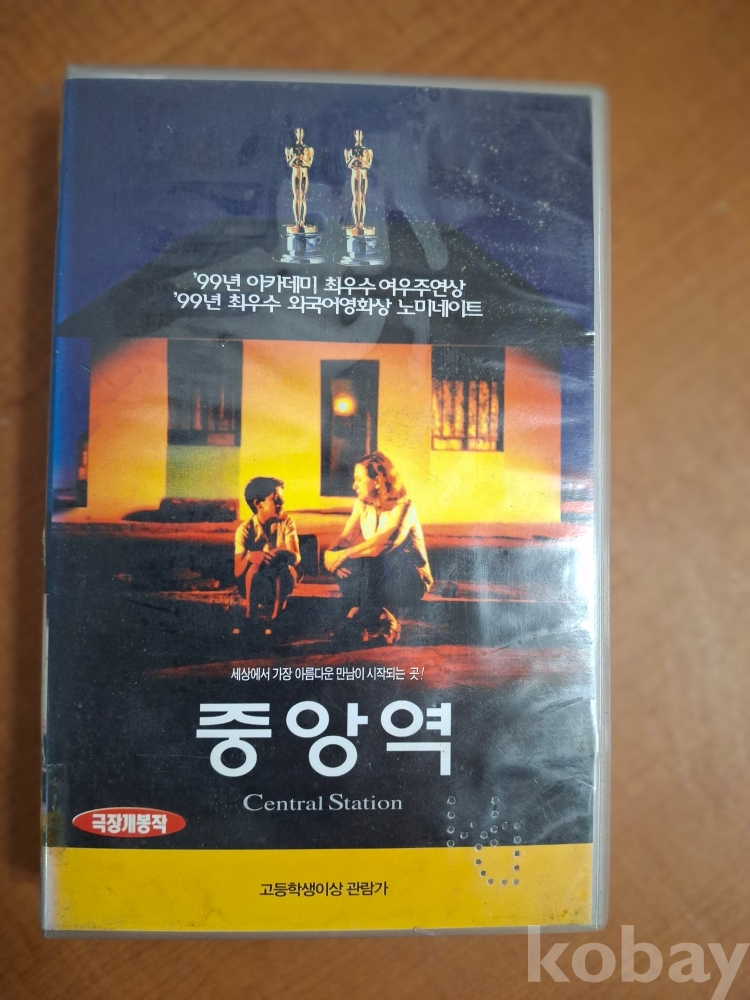 '99년 아카데미 최우수 여우주연상
'99년 최우수 외국어영화상 노미네이트
세상에서 가장 아름다운 만남이 시작되는 곳!
중앙역
Central Station
극장개봉작
고등학생이상 관람가
kobay